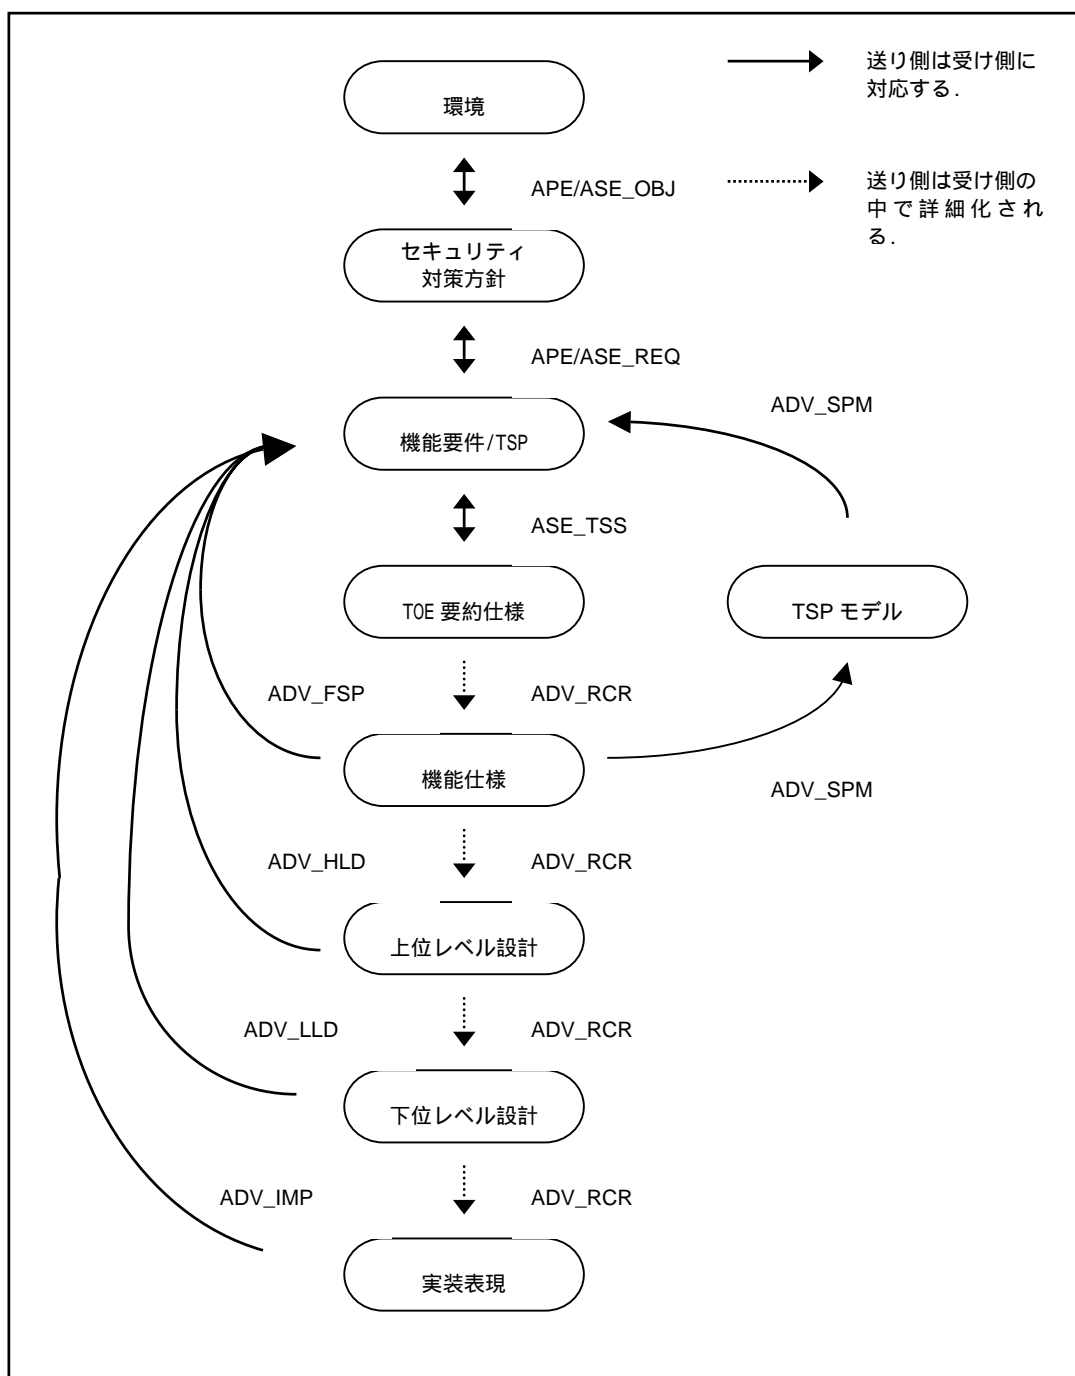 送り側は受け側に
対応する.
環境
APE/ASE_OBJ
送り側は受け側の
中で詳細化され
る.
セキュリティ
対策方針
APE/ASE_REQ
ADV_SPM
機能要件/TSP
ASE_TSS
TOE 要約仕様
TSP モデル
ADV_FSP
ADV_RCR
機能仕様
ADV_SPM
ADV_HLD
ADV_RCR
上位レベル設計
ADV_LLD
ADV_RCR
下位レベル設計
ADV_IMP
ADV_RCR
実装表現